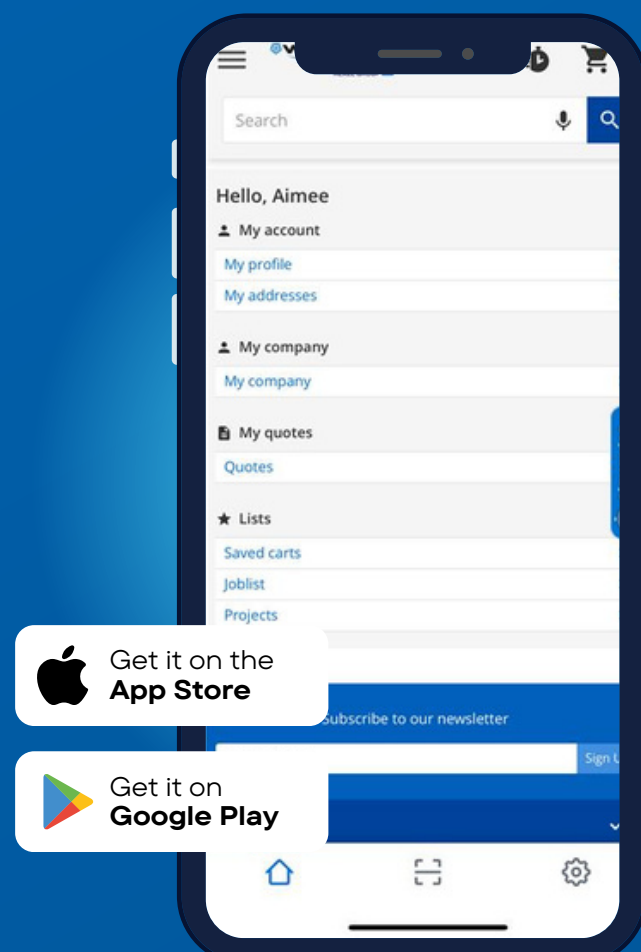 Search
Hello, Aimee
My account
My profile
My addresses
My company
My company
My quotes
Quotes
Lists
Saved carts
Joblist
Projects
Get it on the
App Store
Subscribe to our newsletter
Sign
Get it on
Google Play